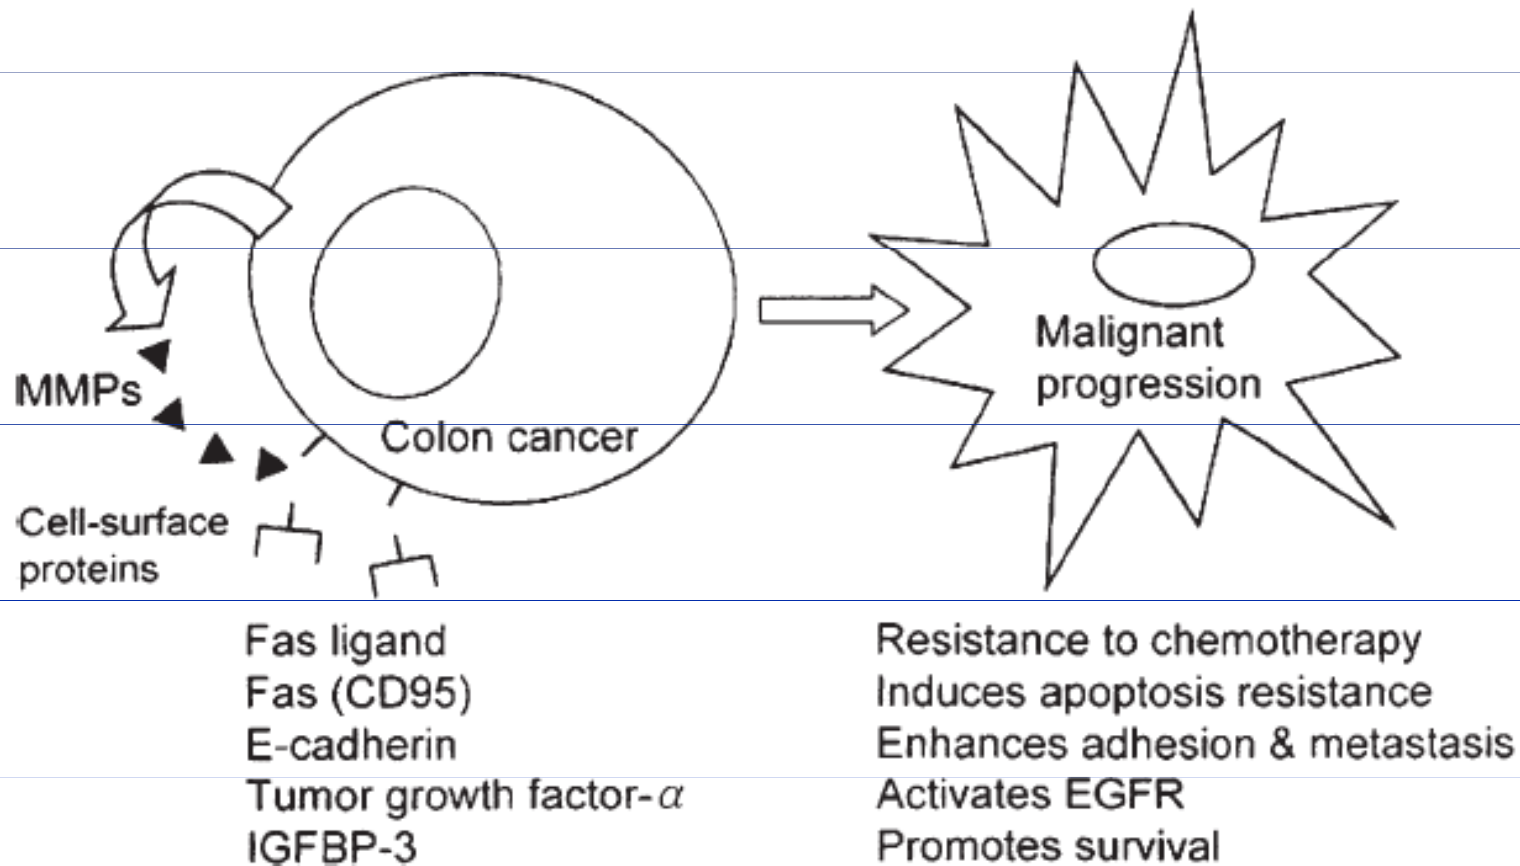 MMPs
Colon cancer
Cell-surface
proteins
Malignant
progression
Fas ligand
Fas (CD95)
E-cadherin
Tumor growth factor-α
IGFBP-3
Resistance to chemotherapy
Induces apoptosis resistance
Enhances adhesion & metastasis
Activates EGFR
Promotes survival